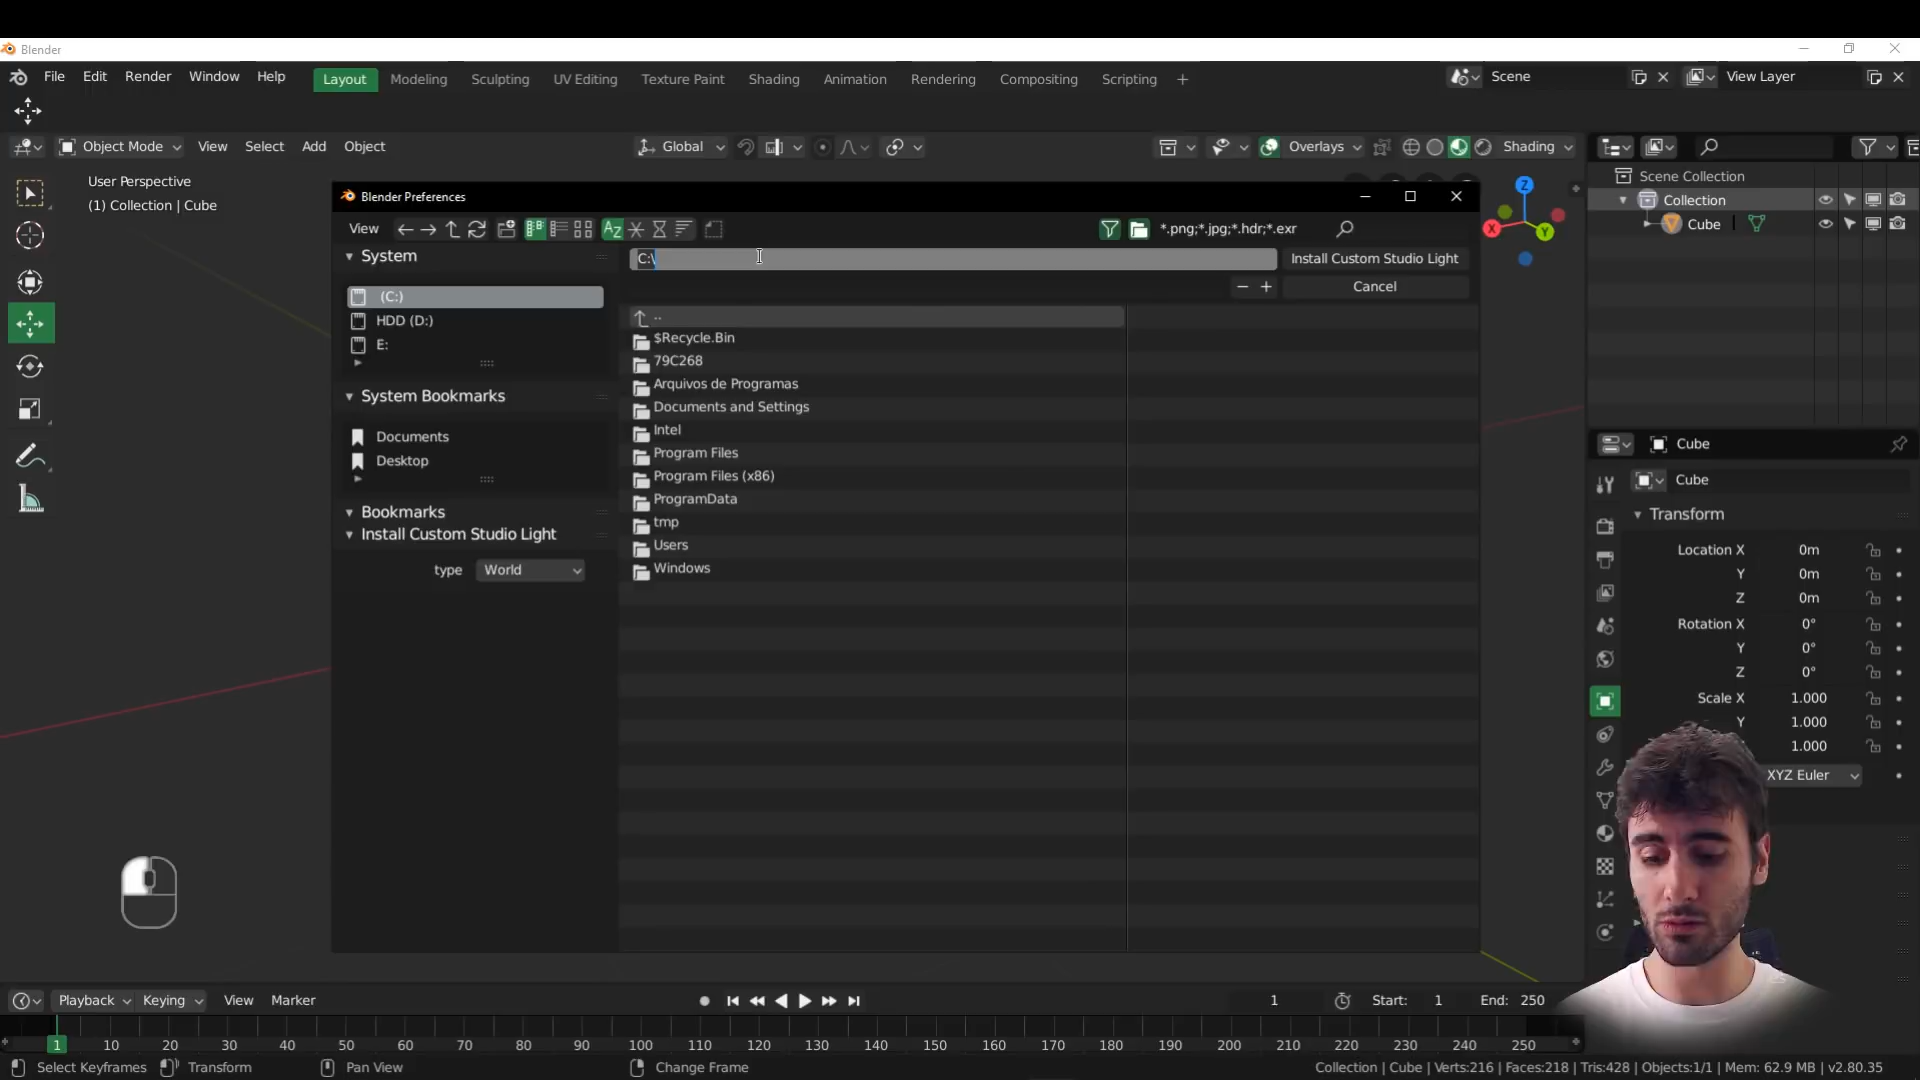 Blender
File Edit Render Window Help Layout Modeling Sculpting UV Editing Texture Paint Shading Animation Rendering Compositing Scripting + Scene View Layer
Object Mode View Select Add Object Global Overlays Shading
User Perspective
(1) Collection | Cube
Scene Collection
Collection
Cube
Z
X
Y
Blender Preferences
View *.png;*.jpg;*.hdr;*.exr
System
(C:)
HDD (D:)
E:
System Bookmarks
Documents
Desktop
Bookmarks
Install Custom Studio Light
type World
C:\ Install Custom Studio Light
Cancel
..
$Recycle.Bin
79C268
Arquivos de Programas
Documents and Settings
Intel
Program Files
Program Files (x86)
ProgramData
tmp
Users
Windows
Cube
Cube
Transform
Location X 0m
Y 0m
Z 0m
Rotation X 0°
Y 0°
Z 0°
Scale X 1.000
Y 1.000
1.000
XYZ Euler
Playback Keying View Marker 1 Start: 1 End: 250
1 10 20 30 40 50 60 70 80 90 100 110 120 130 140 150 160 170 180 190 200 210 220 230 240 250
Select Keyframes Transform Pan View Change Frame Collection | Cube | Verts:216 | Faces:218 | Tris:428 | Objects:1/1 | Mem: 62.9 MB | v2.80.35